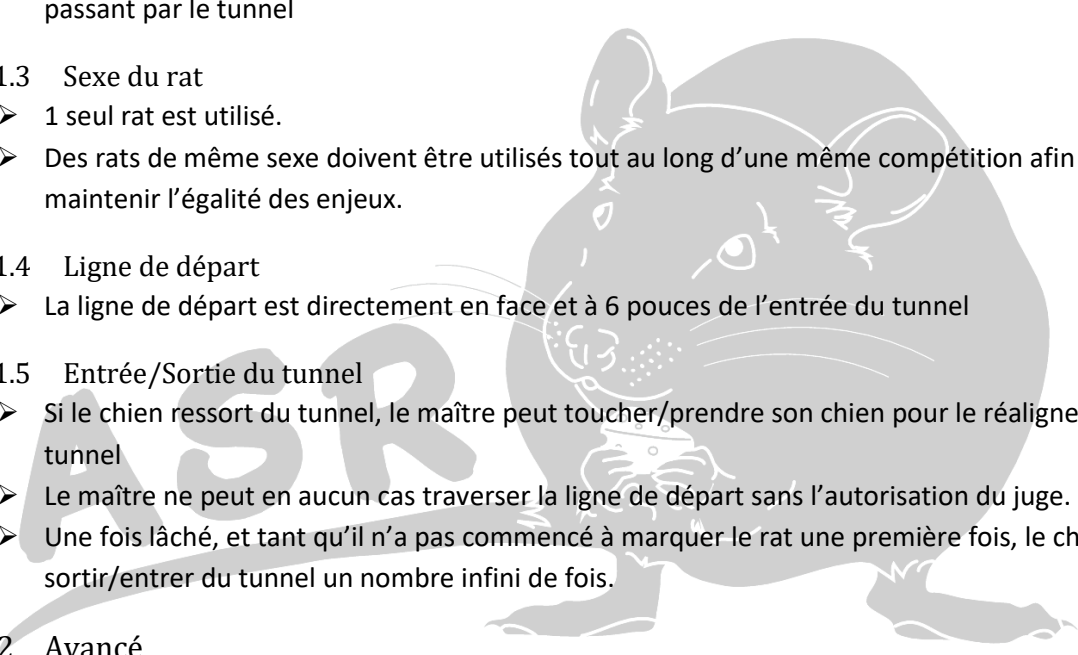 passant par le tunnel
1.3 Sexe du rat
➢ 1 seul rat est utilisé.
➢ Des rats de même sexe doivent être utilisés tout au long d’une même compétition afin
maintenir l’égalité des enjeux.
1.4 Ligne de départ
➢ La ligne de départ est directement en face et à 6 pouces de l’entrée du tunnel
1.5 Entrée/Sortie du tunnel
➢ Si le chien ressort du tunnel, le maître peut toucher/prendre son chien pour le réaligne
tunnel
➢ Le maître ne peut en aucun cas traverser la ligne de départ sans l’autorisation du juge.
➢ Une fois lâché, et tant qu’il n’a pas commencé à marquer le rat une première fois, le ch
sortir/entrer du tunnel un nombre infini de fois.
2 Avancé
ASR